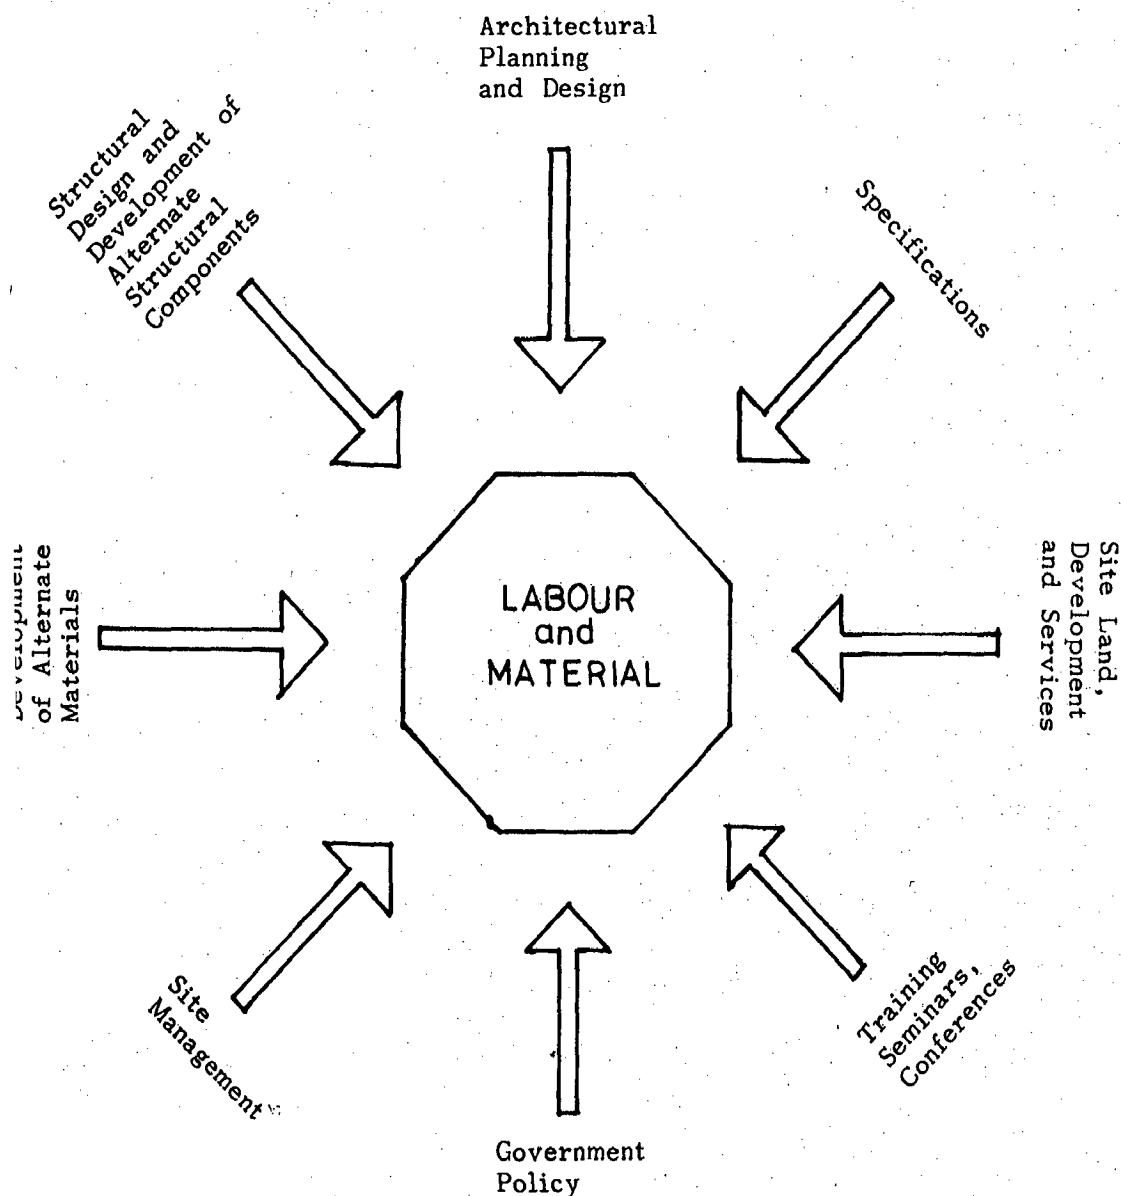 Architectural
Planning
and Design
Structural
Design and
Development of
Alternate
Structural
Components
Specifications
Development
of Alternate
Materials
LABOUR
and
MATERIAL
Site Land,
Development
and Services
Site
Management
Training
Seminars,
Conferences
Government
Policy